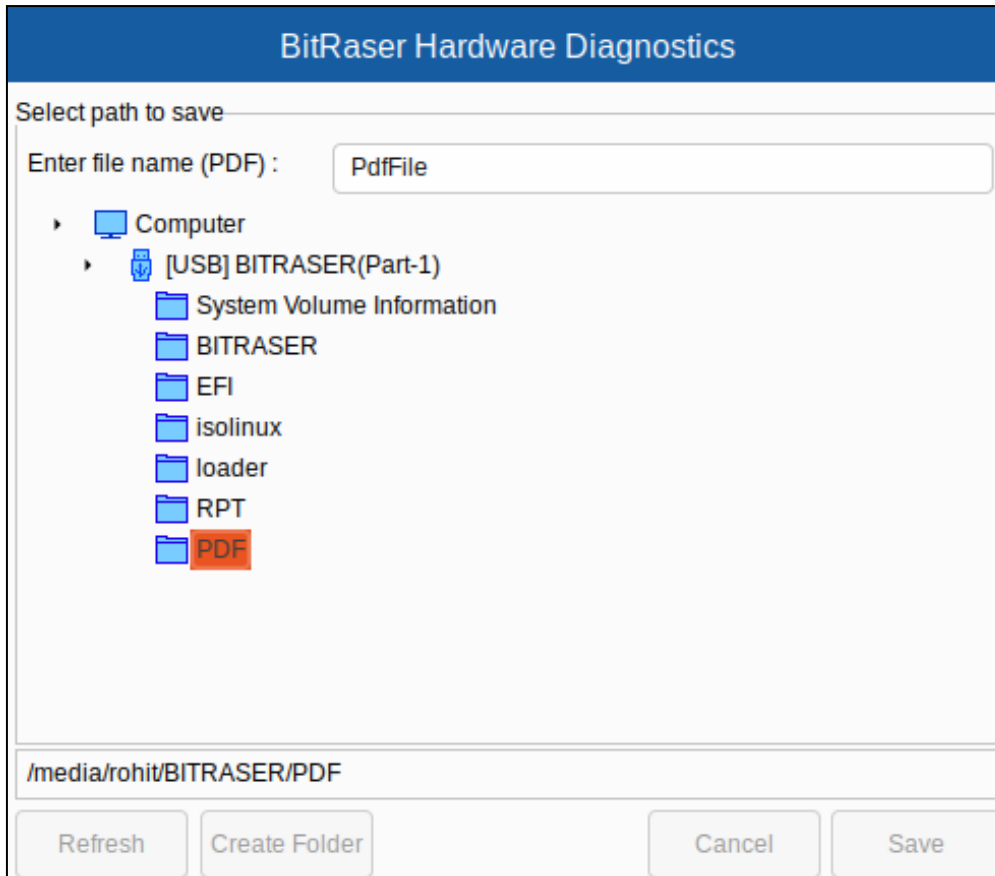 BitRaser Hardware Diagnostics
Select path to save
Enter file name (PDF) : PdfFile
Computer
[USB] BITRASER(Part-1)
System Volume Information
BITRASER
EFI
isolinux
loader
RPT
PDF
/media/rohit/BITRASER/PDF
Refresh Create Folder Cancel Save